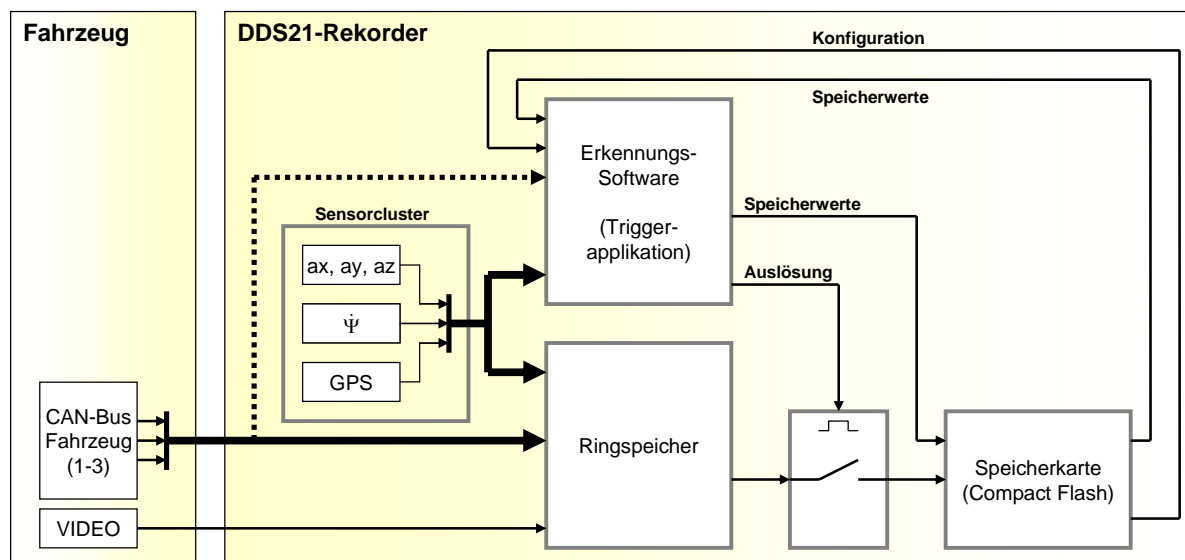 Fahrzeug
DDS21-Rekorder
Konfiguration
Speicherwerte
Erkennungs-
Software
(Trigger-
applikation)
Sensorcluster
Speicherwerte
ax, ay, az
Auslösung
Ψ̇
GPS
CAN-Bus
Fahrzeug
(1-3)
Ringspeicher
Speicherkarte
(Compact Flash)
VIDEO